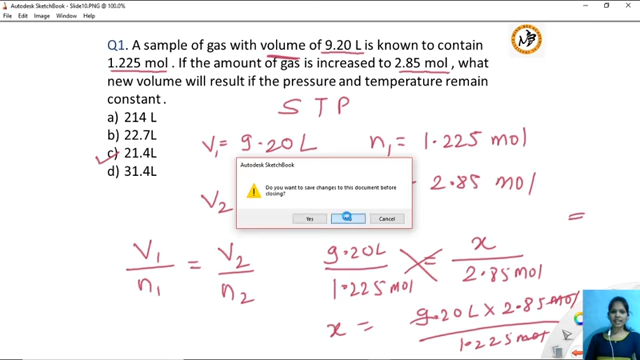 Autodesk SketchBook - Slide10.PNG @ 100.0%
File Edit Image Window Help
Q1. A sample of gas with volume of 9.20 L is known to contain
1.225 mol. If the amount of gas is increased to 2.85 mol, what
new volume will result if the pressure and temperature remain
constant.
a) 214 L
b) 22.7L
c) 21.4L
d) 31.4L
S T P
V1 = 9.20 L n1 = 1.225 mol
V2 2.85 mol
Autodesk SketchBook
Do you want to save changes to this document before
closing?
Yes Cancel
=
V1/n1 = V2/n2
9.20L/1.225 mol = x/2.85 mol
x = 9.20 L x 2.85 mol/1.225 mol